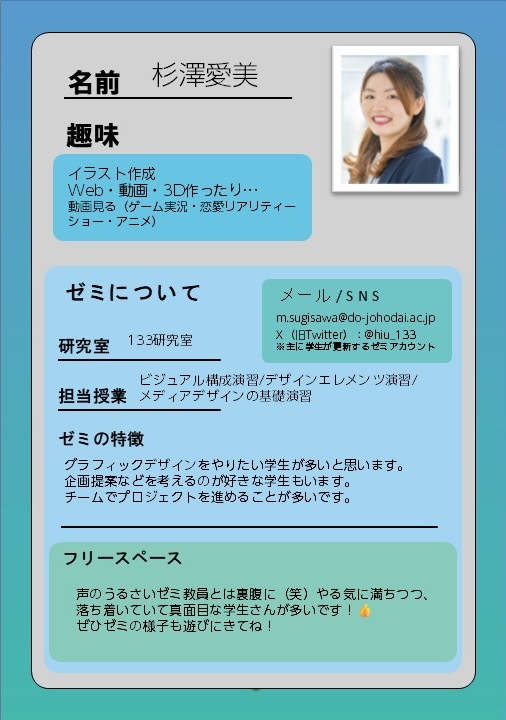 名前 杉澤愛美
趣味
イラスト作成
Web・動画・3D作ったり…
動画見る（ゲーム実況・恋愛リアリティー
ショー・アニメ）
ゼミについて
メール/SNS
m.sugisawa@do-johodai.ac.jp
X（旧Twitter）：@hiu_133
※主に学生が更新するゼミアカウント
研究室 133研究室
担当授業 ビジュアル構成演習/デザインエレメンツ演習/
メディアデザインの基礎演習
ゼミの特徴
グラフィックデザインをやりたい学生が多いと思います。
企画提案などを考えるのが好きな学生もいます。
チームでプロジェクトを進めることが多いです。
フリースペース
声のうるさいゼミ教員とは裏腹に（笑）やる気に満ちつつ、
落ち着いていて真面目な学生さんが多いです！👍
ぜひゼミの様子も遊びにきてね！